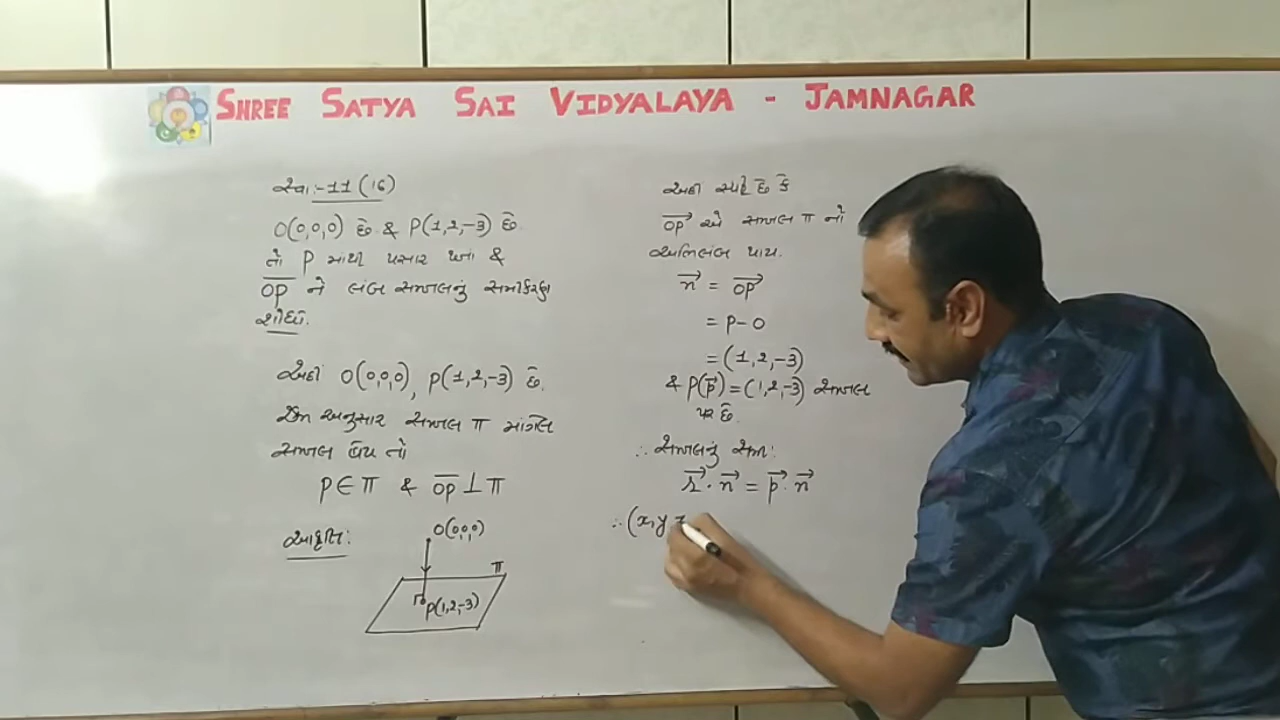 SHREE SATYA SAI VIDYALAYA - JAMNAGAR
સ્વા:-11 (16)
O(0,0,0) છે & P(1,2,-3) છે.
તો P માંથી પસાર થતાં &
OP ને લંબ સમતલનું સમીકરણ
શોધો.
અહીં O(0,0,0), P(1,2,-3) છે.
અનુસાર સમતલ π માંગેલ
સમતલ હોય તો
P∈π & OP⊥π
આકૃતિ:
O(0,0,0)
π
P(1,2,-3)
અહીં સ્પષ્ટ છે કે
OP→ એ સમતલ π નો
અભિલંબ થાય.
n→ = OP→
= P-O
= (1,2,-3)
& P(p→) = (1,2,-3) સમતલ
પર છે.
∴ સમતલનું સમી:
r→ · n→ = p→ · n→
∴ (x,y,z